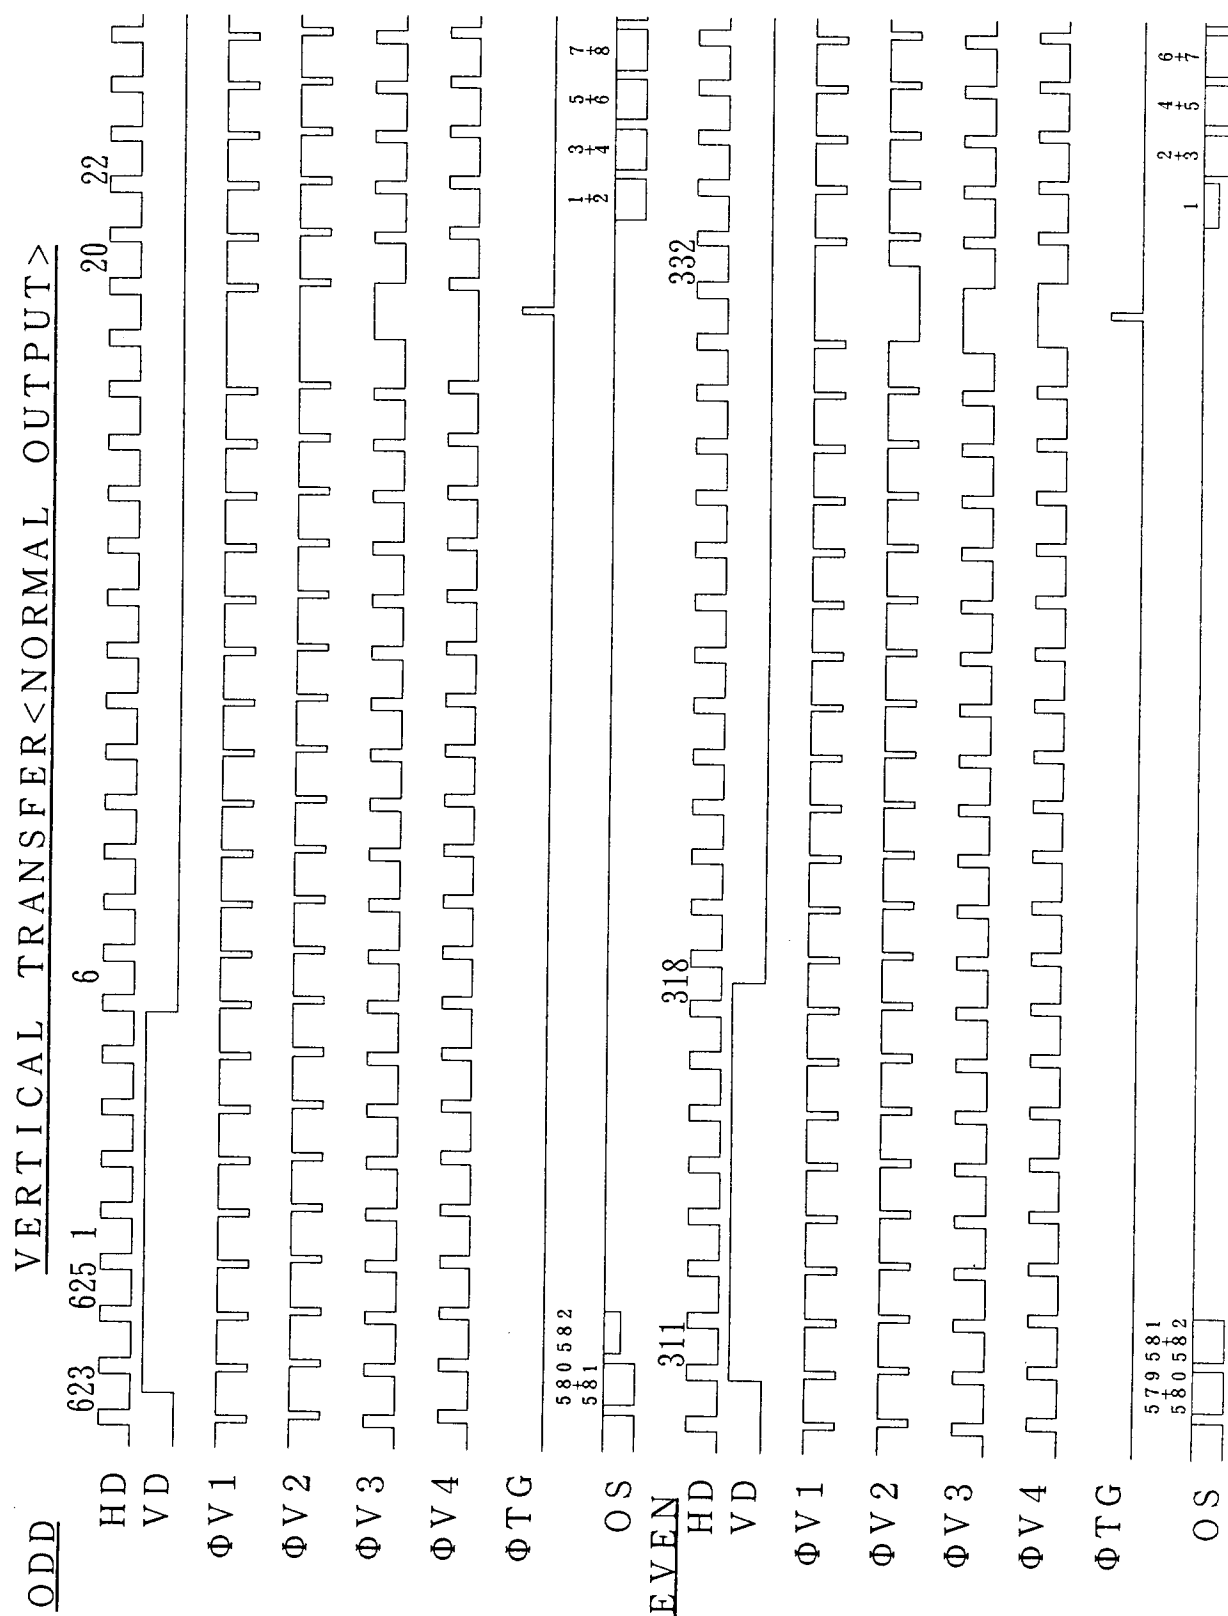 VERTICAL TRANSFER<NORMAL OUTPUT>
ODD
HD 623 625 1 6 20 22
VD
ΦV1
ΦV2
ΦV3
ΦV4
ΦTG
580 582 1 3 5 7
+ + + + +
581 2 4 6 8
OS
EVEN
HD 311 318 332
VD
ΦV1
ΦV2
ΦV3
ΦV4
ΦTG
579 581 1 2 4 6
+ + + + +
580 582 3 5 7
OS